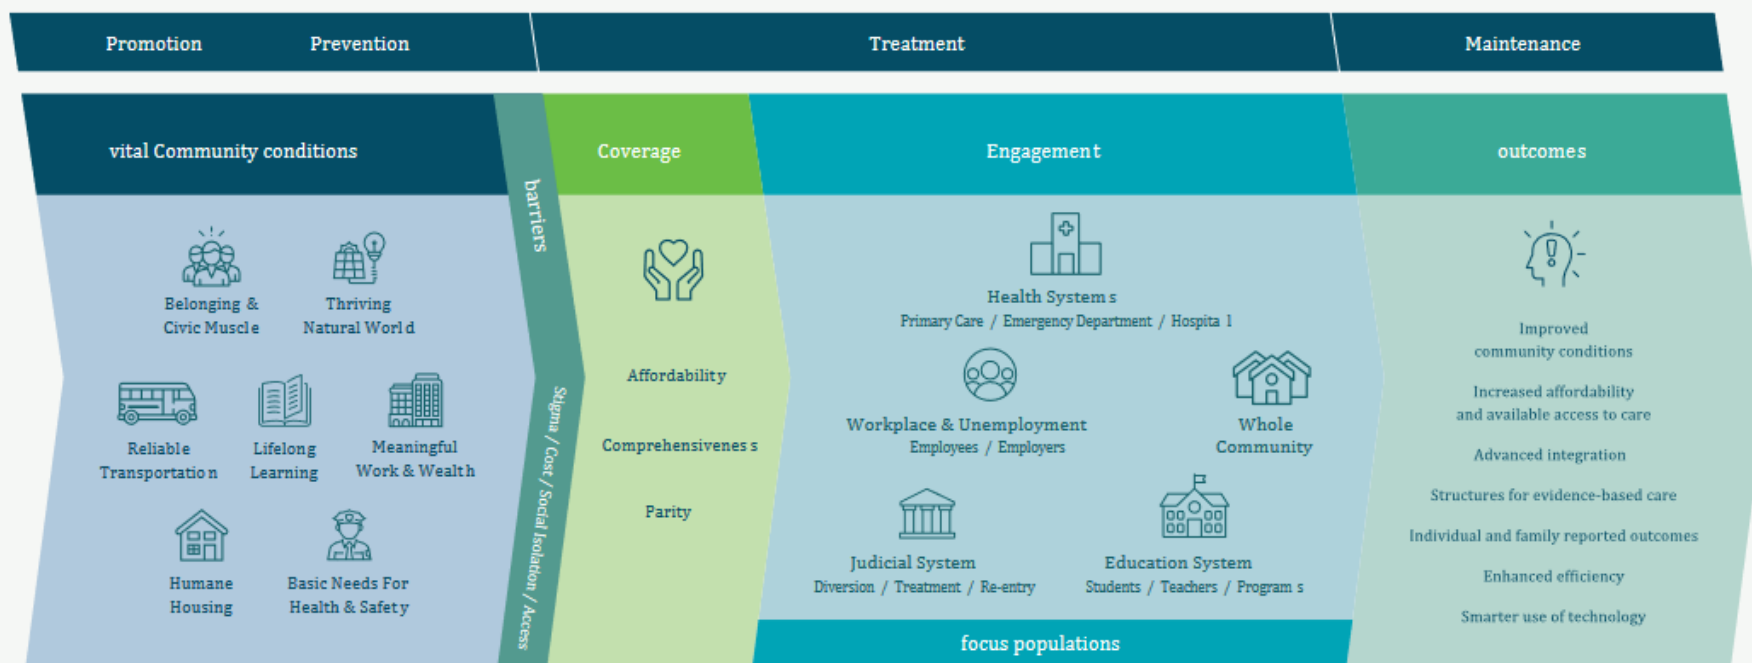 Promotion
Prevention
Treatment
Maintenance
vital Community conditions
barriers
Coverage
Engagement
outcomes
Belonging &
Civic Muscle
Thriving
Natural World
Reliable
Transportation
Lifelong
Learning
Meaningful
Work & Wealth
Humane
Housing
Basic Needs For
Health & Safety
Stigma / Cost / Social Isolation / Access
Affordability
Comprehensiveness
Parity
Health Systems
Primary Care / Emergency Department / Hospital
Workplace & Unemployment
Employees / Employers
Whole
Community
Judicial System
Diversion / Treatment / Re-entry
Education System
Students / Teachers / Programs
focus populations
Improved
community conditions
Increased affordability
and available access to care
Advanced integration
Structures for evidence-based care
Individual and family reported outcomes
Enhanced efficiency
Smarter use of technology